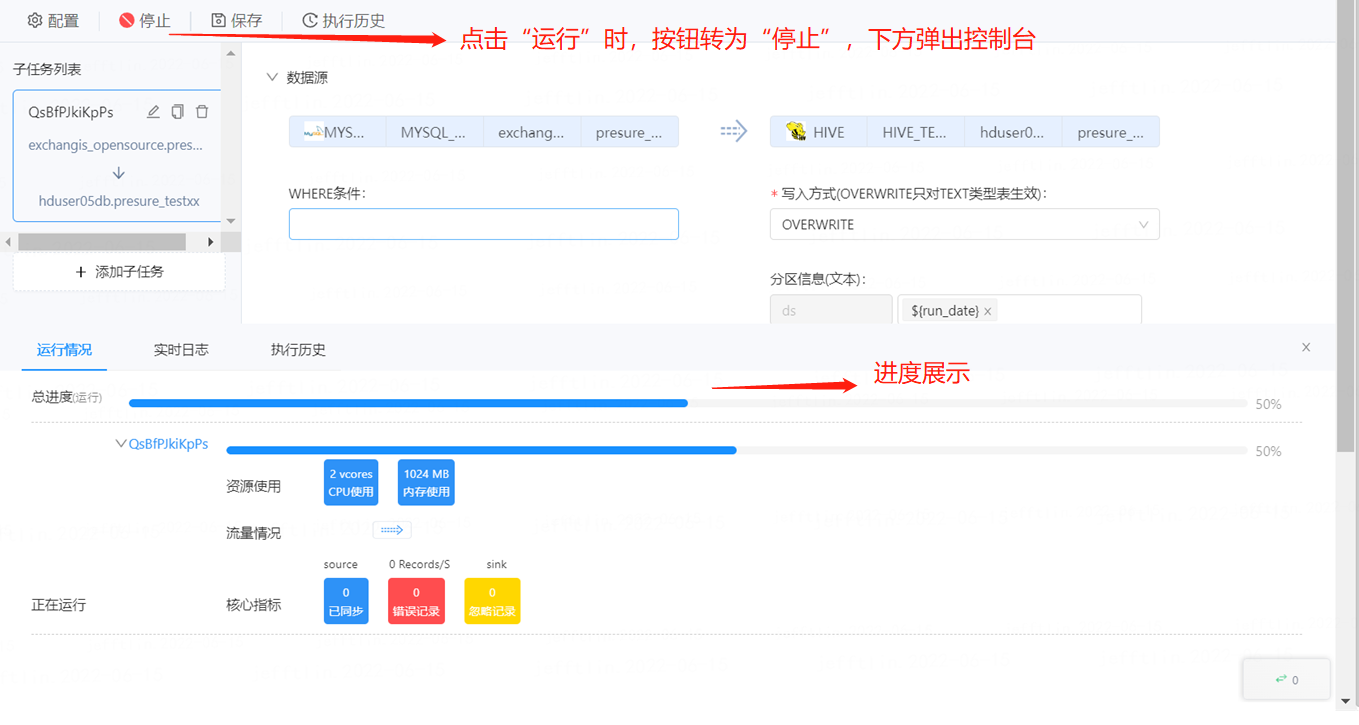 配置 停止 保存 执行历史
点击“运行”时，按钮转为“停止”，下方弹出控制台
子任务列表
QsBfPJkiKpPs
exchangis_opensource.pres...
hduser05db.presure_testxx
添加子任务
数据源
MYS... MYSQL_... exchang... presure_...
HIVE HIVE_TE... hduser0... presure_...
WHERE条件:
* 写入方式(OVERWRITE只对TEXT类型表生效):
OVERWRITE
分区信息(文本):
ds ${run_date} ×
运行情况 实时日志 执行历史
进度展示
总进度(运行) 50%
QsBfPJkiKpPs 50%
资源使用
2 vcores
CPU使用
1024 MB
内存使用
流量情况
source 0 Records/S sink
正在运行
核心指标
0
已同步
0
错误记录
0
忽略记录
0